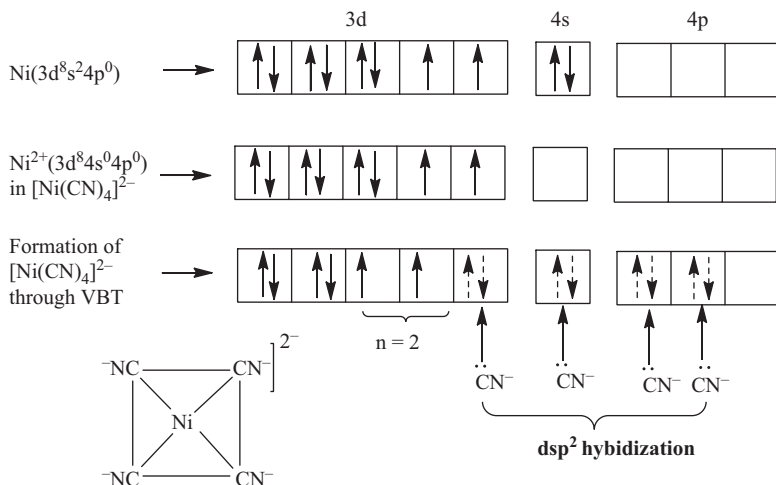 3d 4s 4p
Ni(3d⁸s²4p⁰)
Ni²⁺(3d⁸4s⁰4p⁰)
in [Ni(CN)₄]²⁻
Formation of
[Ni(CN)₄]²⁻
through VBT
n = 2
:CN⁻ :CN⁻ :CN⁻ :CN⁻
dsp² hybidization
⁻NC CN⁻ ]²⁻
Ni
⁻NC CN⁻